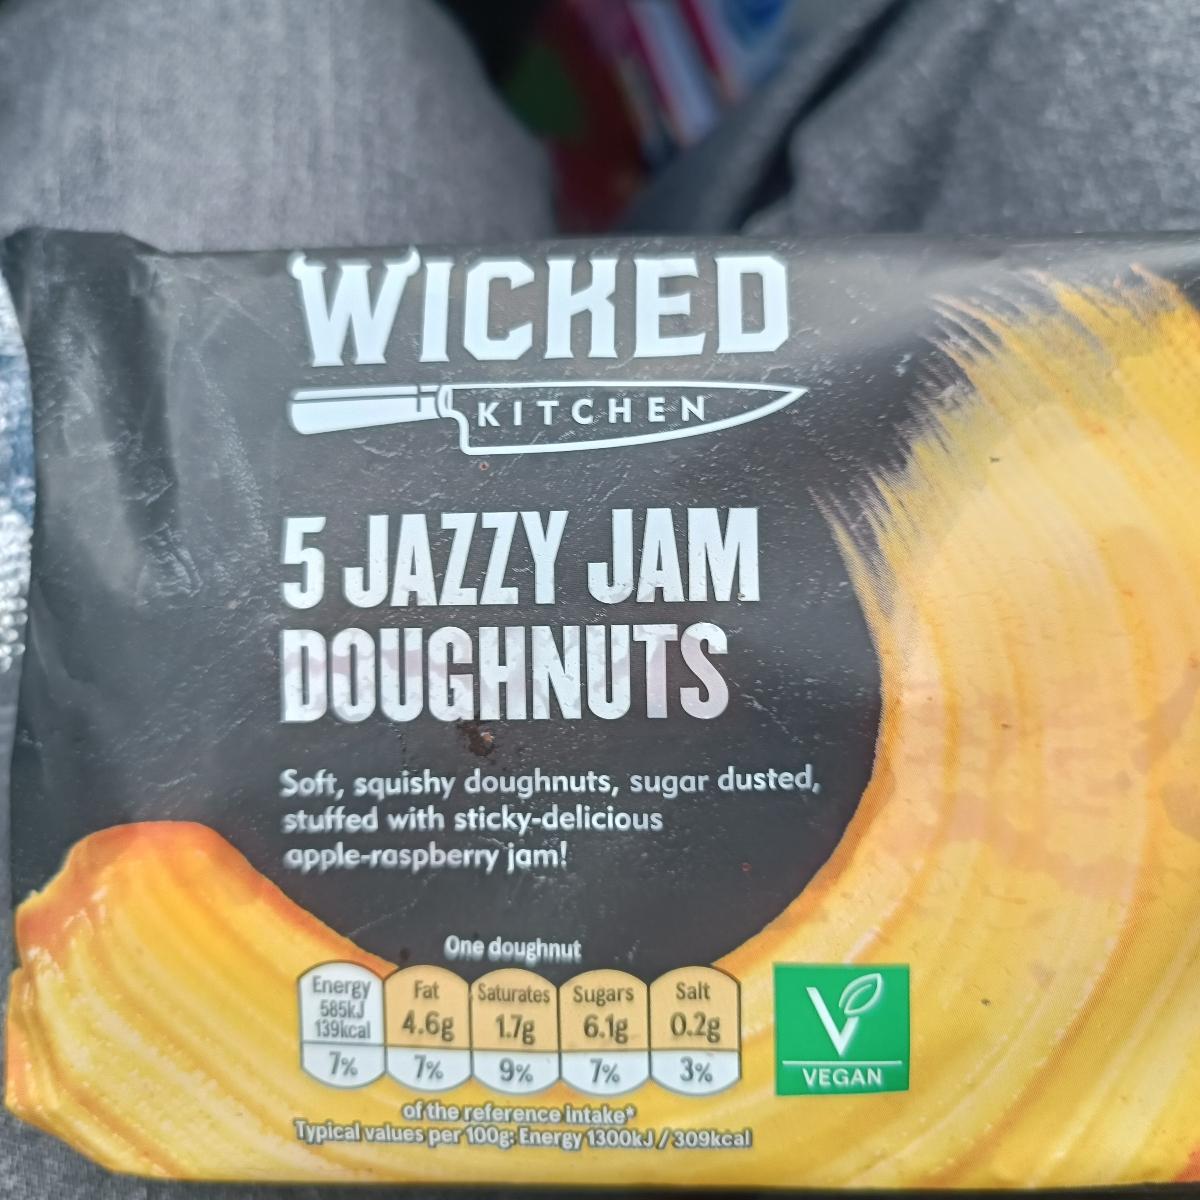 WICKED
KITCHEN
5 JAZZY JAM
DOUGHNUTS
Soft, squishy doughnuts, sugar dusted,
stuffed with sticky-delicious
apple-raspberry jam!
One doughnut
Energy 585kJ 139kcal 7%
Fat 4.6g 7%
Saturates 1.7g 9%
Sugars 6.1g 7%
Salt 0.2g 3%
of the reference intake*
Typical values per 100g: Energy 1300kJ / 309kcal
V
VEGAN